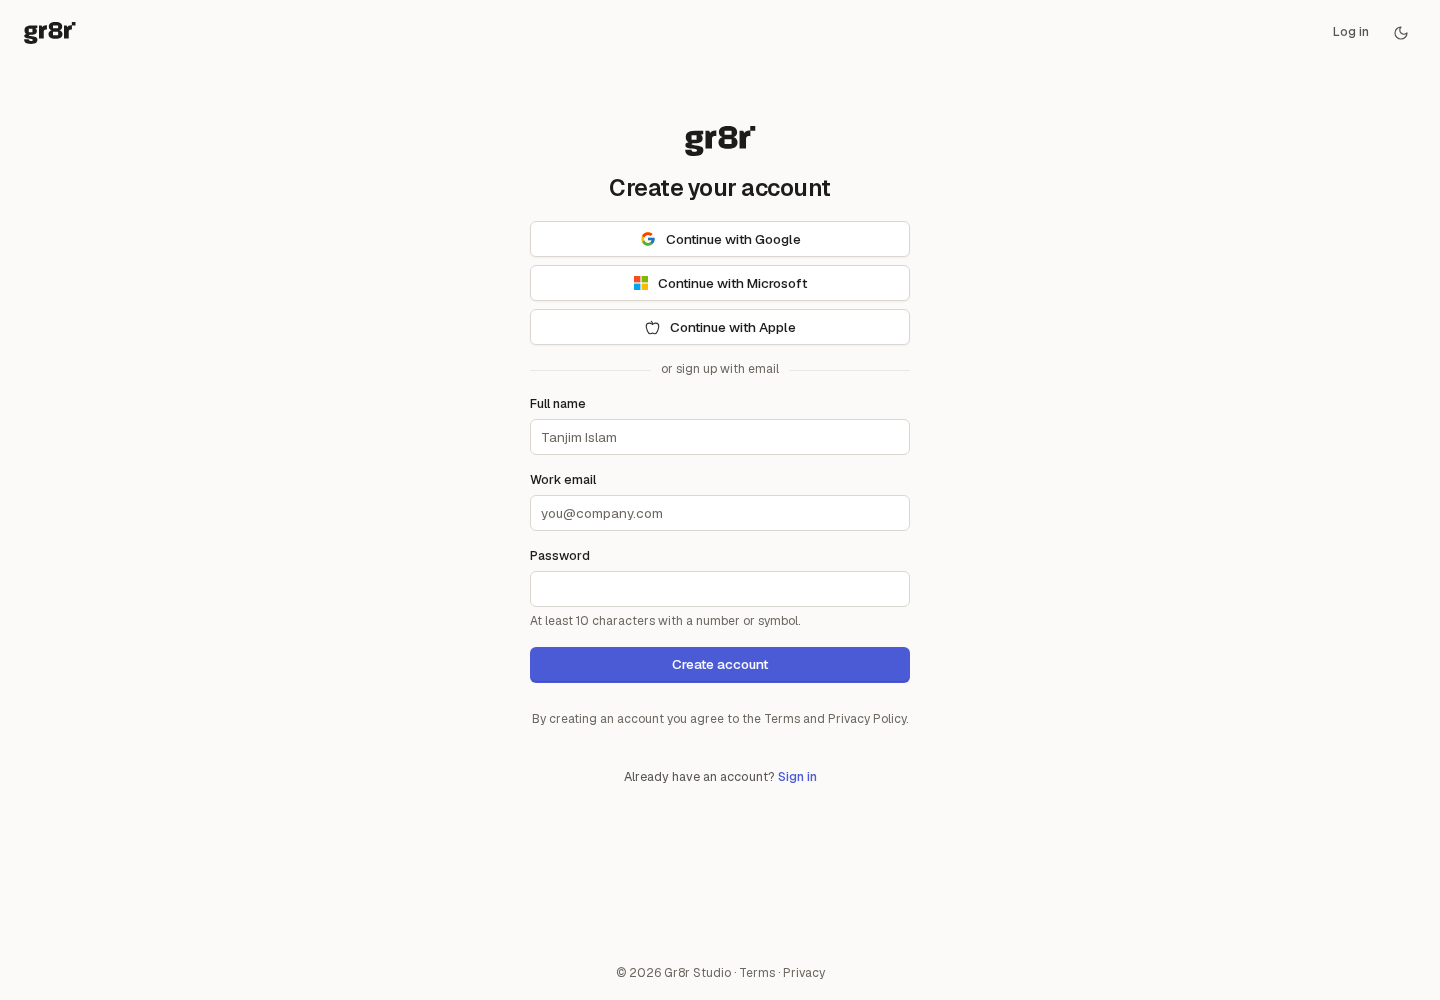 gr8r
Log in
gr8r
Create your account
Continue with Google
Continue with Microsoft
Continue with Apple
or sign up with email
Full name
Tanjim Islam
Work email
you@company.com
Password
At least 10 characters with a number or symbol.
Create account
By creating an account you agree to the Terms and Privacy Policy.
Already have an account? Sign in
© 2026 Gr8r Studio · Terms · Privacy